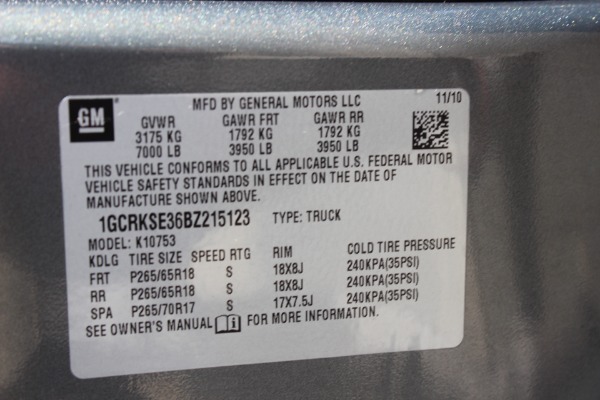 GM MFD BY GENERAL MOTORS LLC 11/10
GVWR GAWR FRT GAWR RR
3175 KG 1792 KG 1792 KG
7000 LB 3950 LB 3950 LB
THIS VEHICLE CONFORMS TO ALL APPLICABLE U.S. FEDERAL MOTOR
VEHICLE SAFETY STANDARDS IN EFFECT ON THE DATE OF
MANUFACTURE SHOWN ABOVE.
1GCRKSE36BZ215123 TYPE: TRUCK
MODEL: K10753
KDLG TIRE SIZE SPEED RTG RIM COLD TIRE PRESSURE
FRT P265/65R18 S 18X8J 240KPA(35PSI)
RR P265/65R18 S 18X8J 240KPA(35PSI)
SPA P265/70R17 S 17X7.5J 240KPA(35PSI)
SEE OWNER'S MANUAL i FOR MORE INFORMATION.